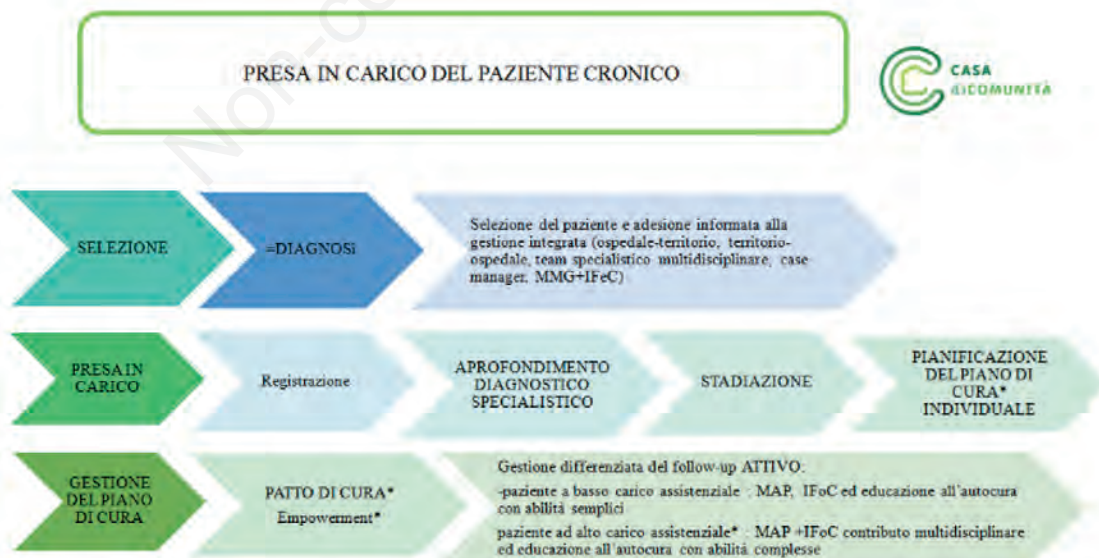 PRESA IN CARICO DEL PAZIENTE CRONICO
CASA
diCOMUNITÀ
SELEZIONE
=DIAGNOSi
Selezione del paziente e adesione informata alla
gestione integrata (ospedale-territorio, territorio-
ospedale, team specialistico multidisciplinare, case
manager, MMG+IFeC)
PRESA IN
CARICO
Registrazione
APROFONDIMENTO
DIAGNOSTICO
SPECIALISTICO
STADIAZIONE
PIANIFICAZIONE
DEL PIANO DI
CURA*
INDIVIDUALE
GESTIONE
DEL PIANO
DI CURA
PATTO DI CURA*
Empowerment*
Gestione differenziata del follow-up ATTIVO.
-paziente a basso carico assistenziale : MAP, IFoC ed educazione all'autocura
con abilità semplici
paziente ad alto carico assistenziale* : MAP +IFoC contributo multidisciplinare
ed educazione all'autocura con abilità complesse